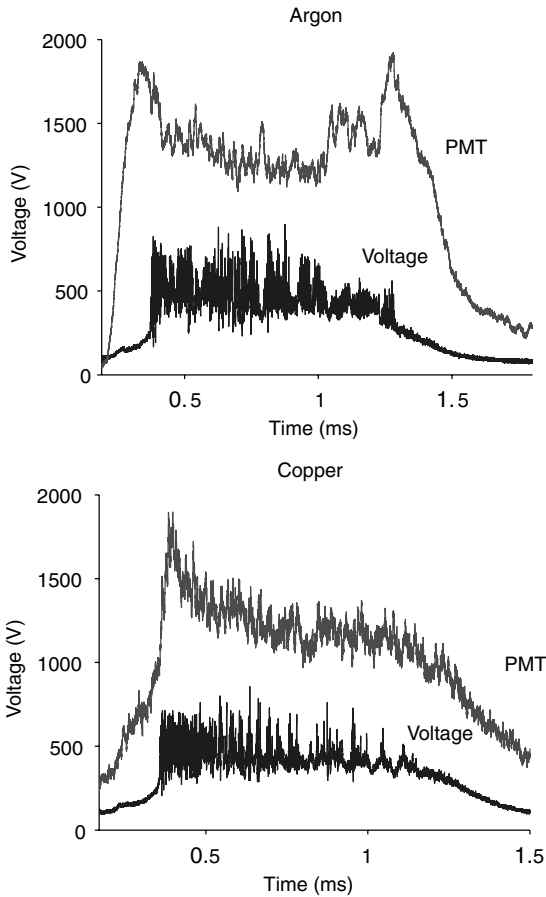 Argon
2000
1500
1000
500
0
Voltage (V)
PMT
Voltage
0.5
1
1.5
Time (ms)
Copper
2000
1500
1000
500
0
Voltage (V)
PMT
Voltage
0.5
1
1.5
Time (ms)